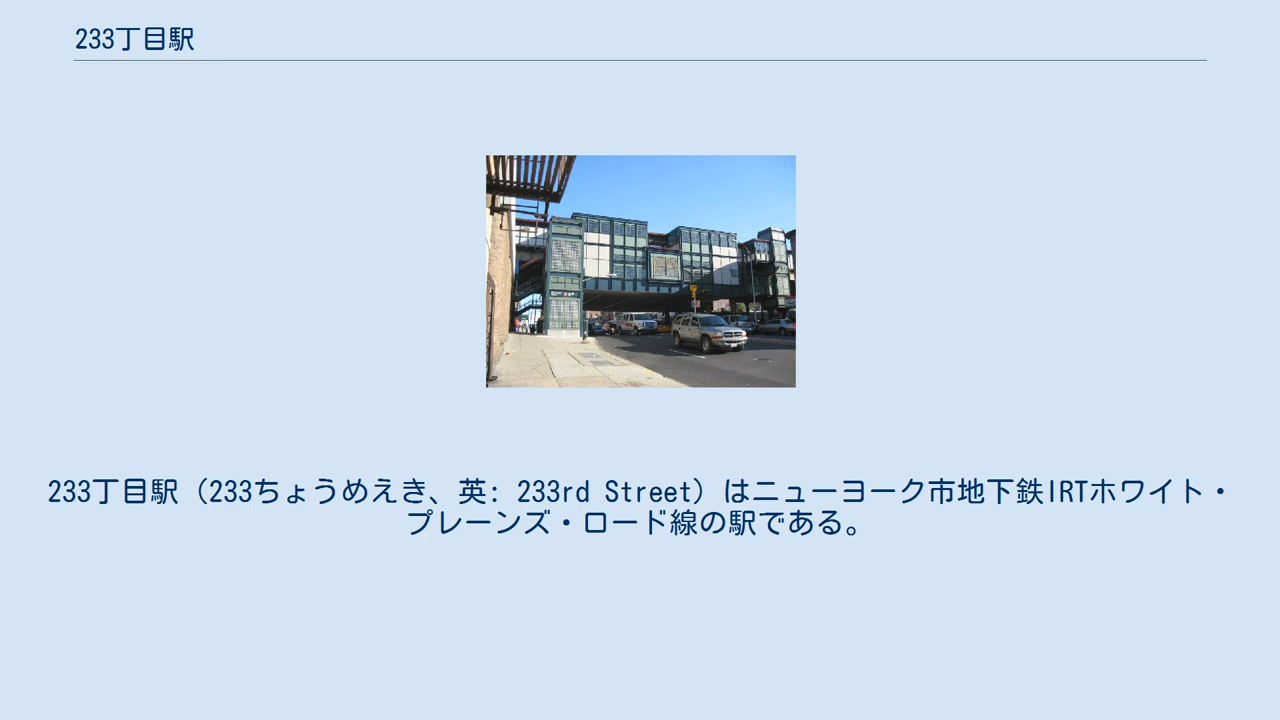 233丁目駅
233丁目駅（233ちょうめえき、英: 233rd Street）はニューヨーク市地下鉄IRTホワイト・
プレーンズ・ロード線の駅である。